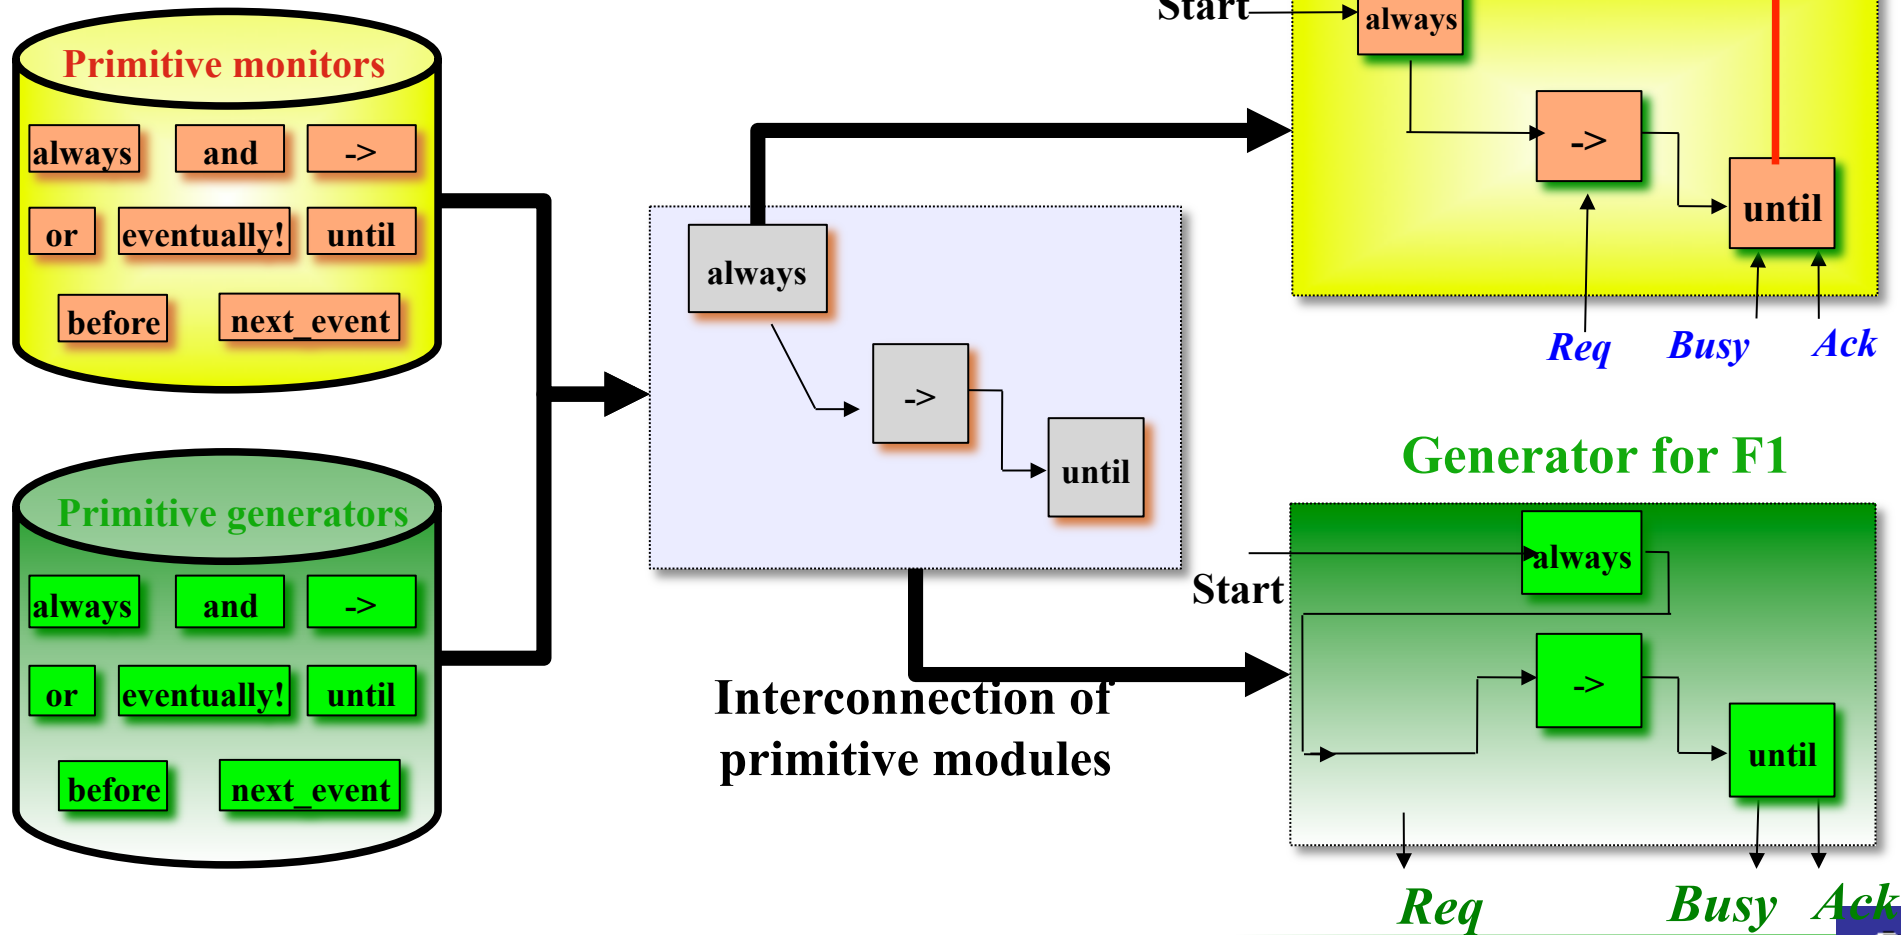 Primitive monitors
always and ->
or eventually! until
before next_event
Primitive generators
always and ->
or eventually! until
before next_event
always
->
until
Interconnection of
primitive modules
Start
always
->
until
Req Busy Ack
Generator for F1
Start
always
->
until
Req Busy Ack